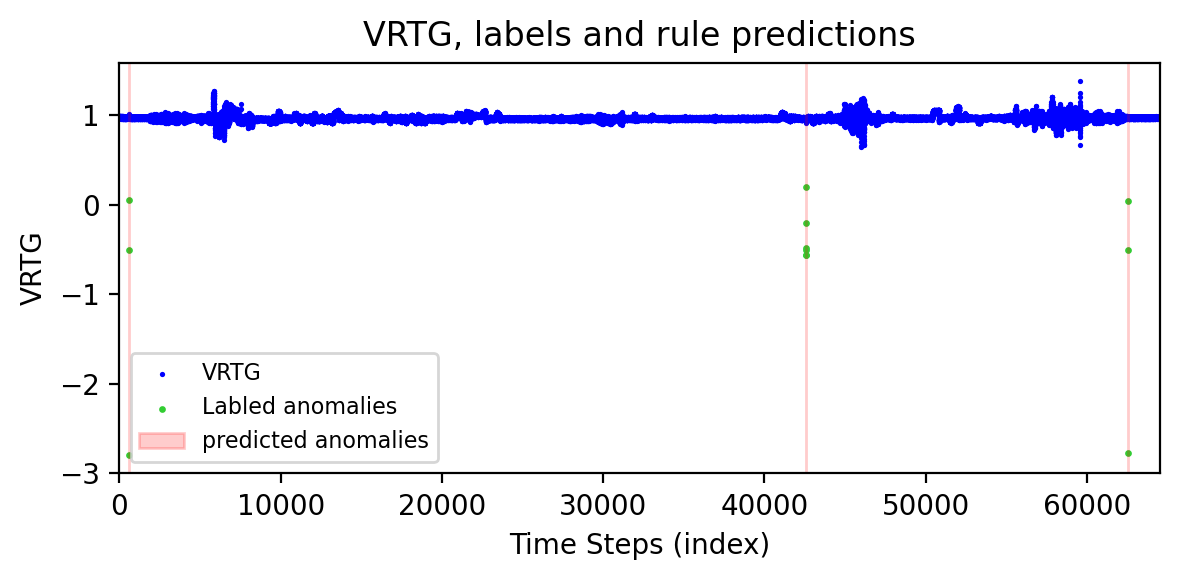 VRTG, labels and rule predictions
VRTG
1
0
−1
−2
−3
VRTG
Labled anomalies
predicted anomalies
0
10000
20000
30000
40000
50000
60000
Time Steps (index)